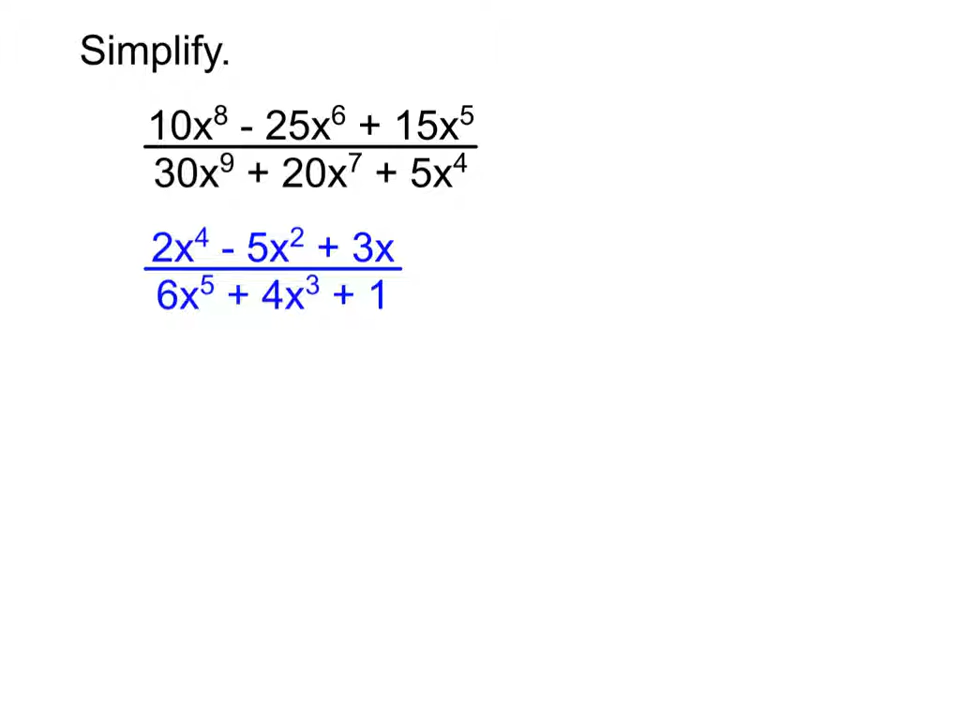 Simplify.
10x⁸ - 25x⁶ + 15x⁵
30x⁹ + 20x⁷ + 5x⁴
2x⁴ - 5x² + 3x
6x⁵ + 4x³ + 1